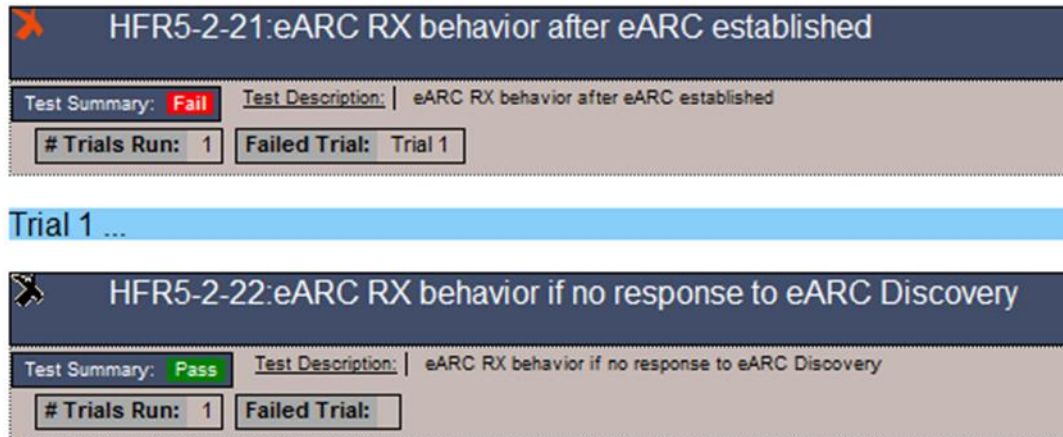 HFR5-2-21:eARC RX behavior after eARC established
Test Summary: Fail Test Description: eARC RX behavior after eARC established
# Trials Run: 1 Failed Trial: Trial 1
Trial 1 ...
HFR5-2-22:eARC RX behavior if no response to eARC Discovery
Test Summary: Pass Test Description: eARC RX behavior if no response to eARC Discovery
# Trials Run: 1 Failed Trial: